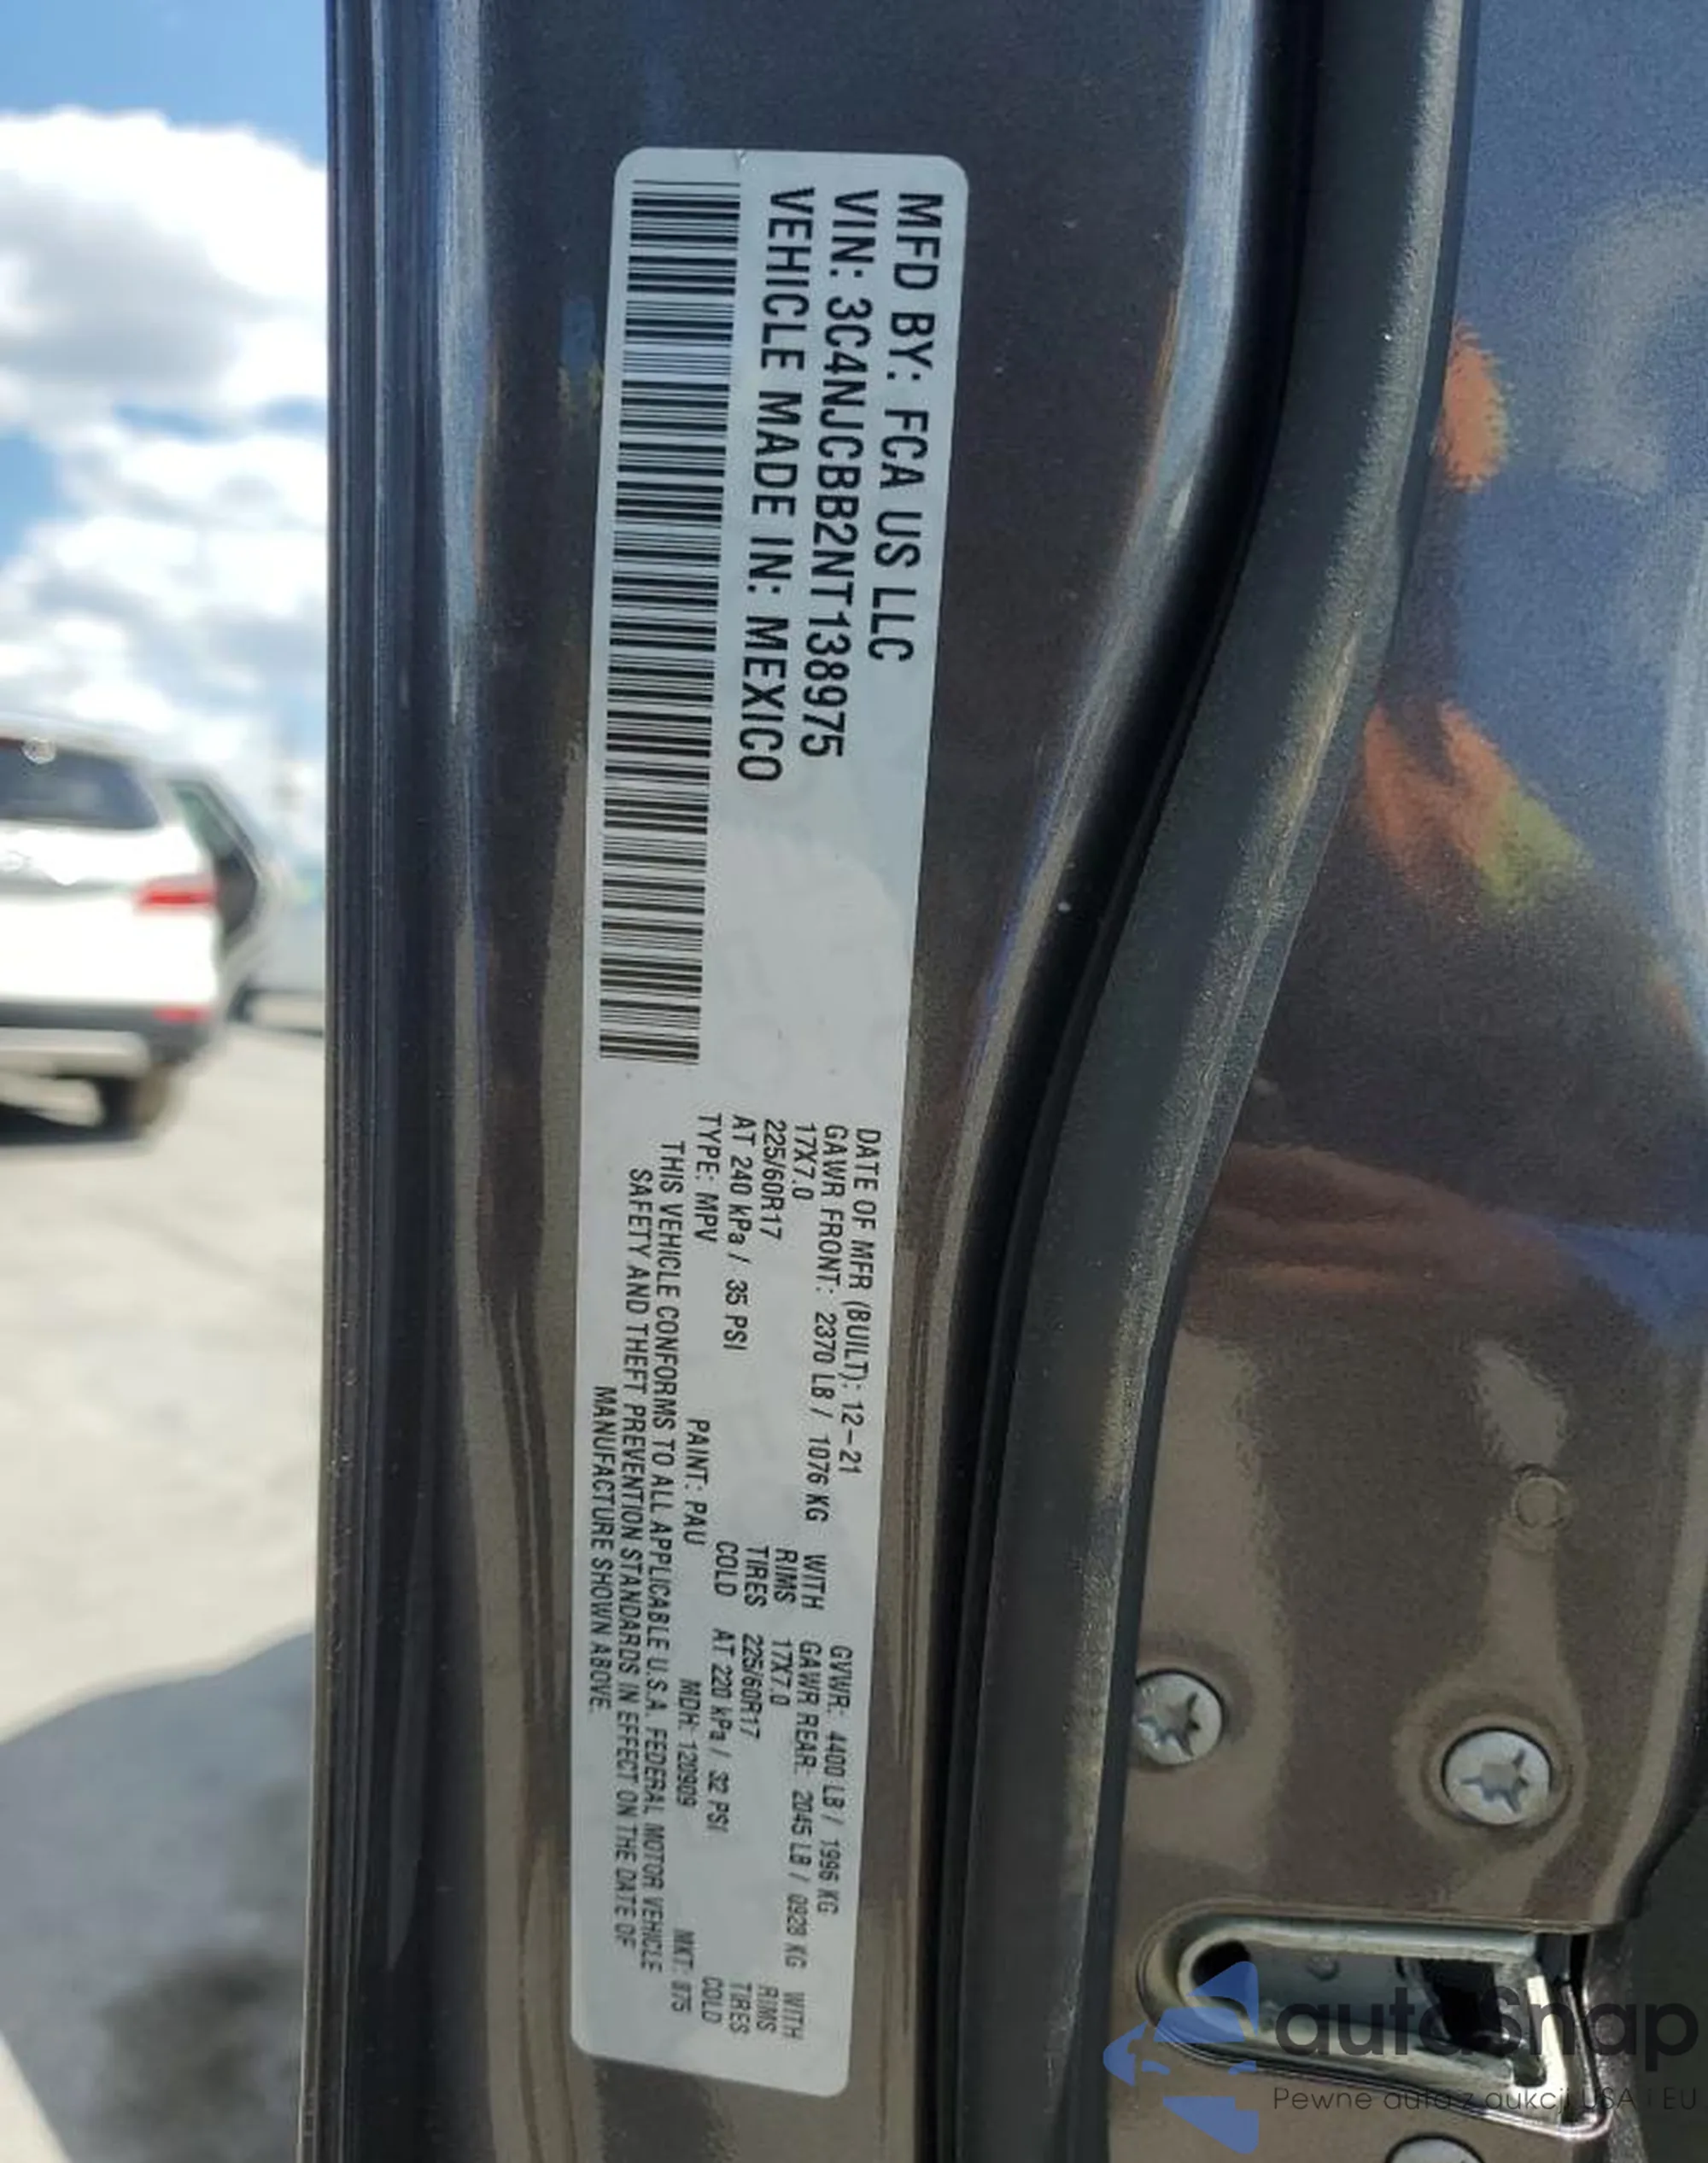 MFD BY: FCA US LLC
VIN: 3C4NJCBB2NT138975
VEHICLE MADE IN: MEXICO
DATE OF MFR (BUILT): 12-21 GVWR: 4400 LB / 1996 KG
GAWR FRONT: 2370 LB / 1076 KG WITH GAWR REAR: 2045 LB / 0928 KG WITH
17X7.0 RIMS 17X7.0 RIMS
225/60R17 TIRES 225/60R17 TIRES
AT 240 kPa / 35 PSI COLD AT 220 kPa / 32 PSI COLD
TYPE: MPV PAINT: PAU MDH: 120909 MKT: 875
THIS VEHICLE CONFORMS TO ALL APPLICABLE U.S.A. FEDERAL MOTOR VEHICLE
SAFETY AND THEFT PREVENTION STANDARDS IN EFFECT ON THE DATE OF
MANUFACTURE SHOWN ABOVE.
autoSnap
Pewne auta z aukcji USA i EU